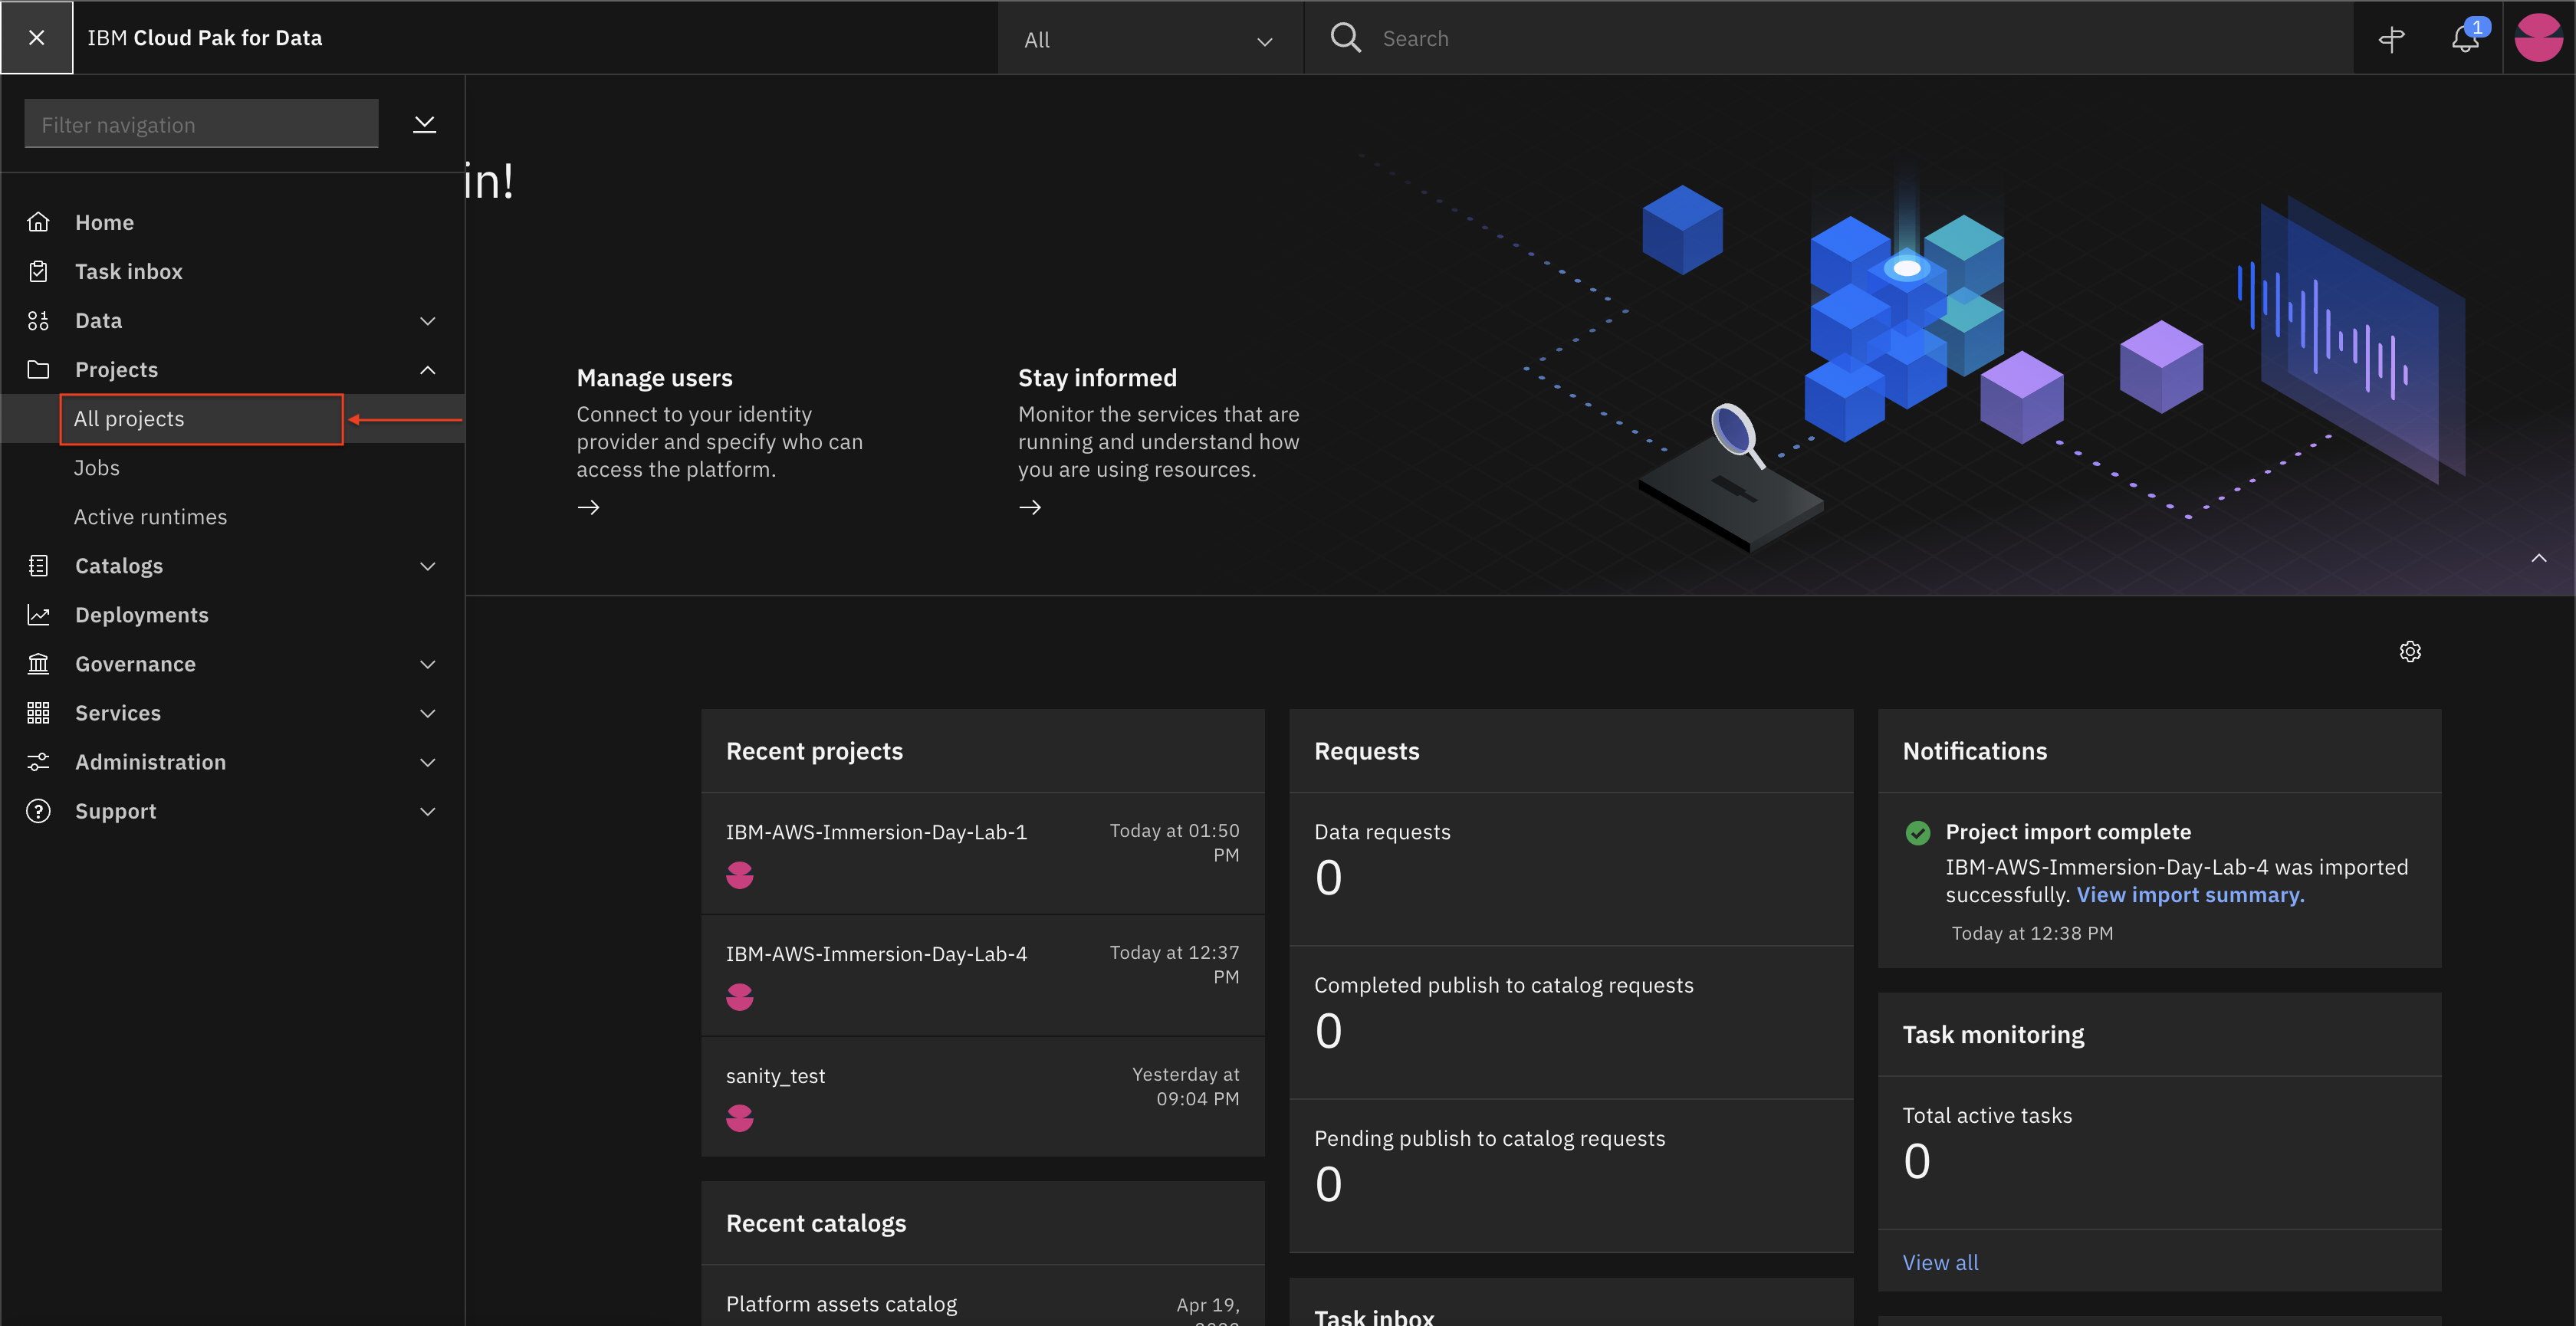 IBM Cloud Pak for Data
All
Search
1
Filter navigation
in!
Home
Task inbox
Data
Projects
All projects
Jobs
Active runtimes
Catalogs
Deployments
Governance
Services
Administration
Support
Manage users
Connect to your identity
provider and specify who can
access the platform.
Stay informed
Monitor the services that are
running and understand how
you are using resources.
Recent projects
IBM-AWS-Immersion-Day-Lab-1
Today at 01:50
PM
IBM-AWS-Immersion-Day-Lab-4
Today at 12:37
PM
sanity_test
Yesterday at
09:04 PM
Recent catalogs
Platform assets catalog
Apr 19,
Requests
Data requests
0
Completed publish to catalog requests
0
Pending publish to catalog requests
0
Task inbox
Notifications
Project import complete
IBM-AWS-Immersion-Day-Lab-4 was imported
successfully. View import summary.
Today at 12:38 PM
Task monitoring
Total active tasks
0
View all